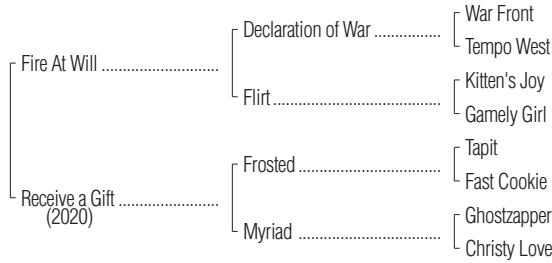 War Front
Declaration of War
Tempo West
Fire At Will
Kitten's Joy
Flirt
Gamely Girl
Tapit
Frosted
Fast Cookie
Receive a Gift
(2020)
Ghostzapper
Myriad
Christy Love